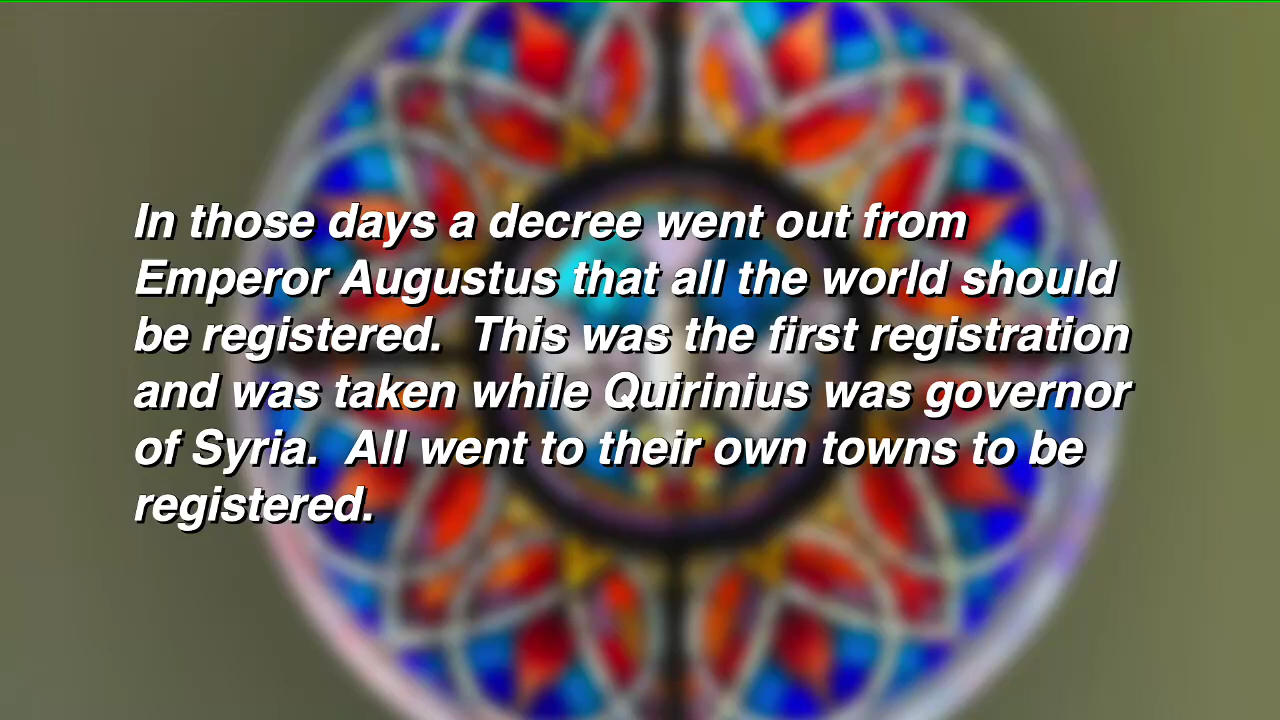 In those days a decree went out from
Emperor Augustus that all the world should
be registered.  This was the first registration
and was taken while Quirinius was governor
of Syria.  All went to their own towns to be
registered.